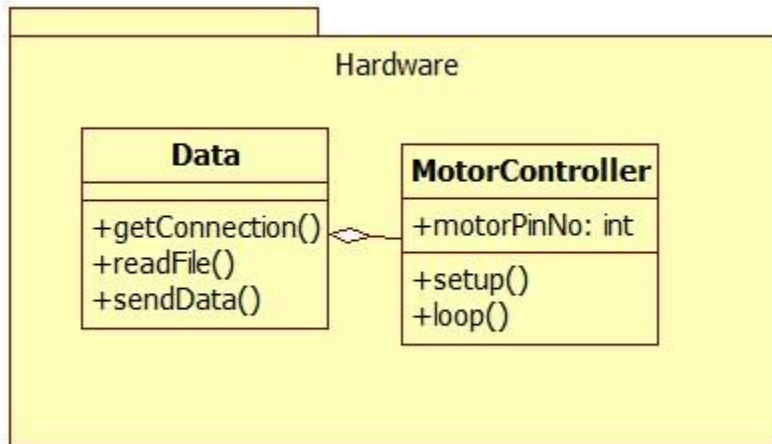 Hardware
Data
+getConnection()
+readFile()
+sendData()
MotorController
+motorPinNo: int
+setup()
+loop()